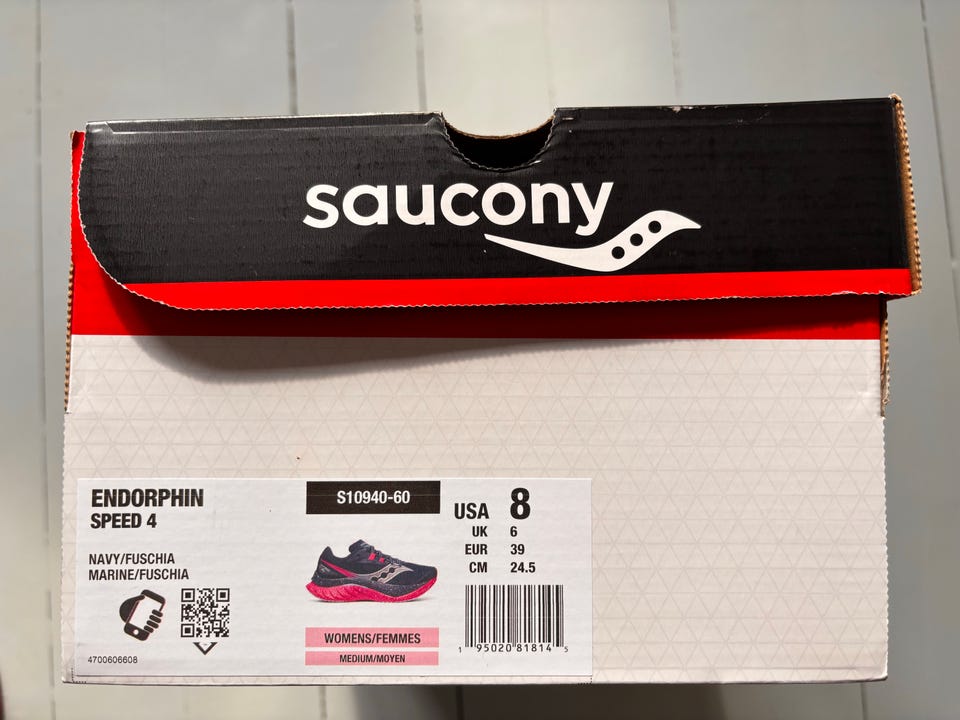 saucony
ENDORPHIN
SPEED 4
NAVY/FUSCHIA
MARINE/FUSCHIA
4700606608
S10940-60
WOMENS/FEMMES
MEDIUM/MOYEN
USA 8
UK 6
EUR 39
CM 24.5
1 95020 81814 5